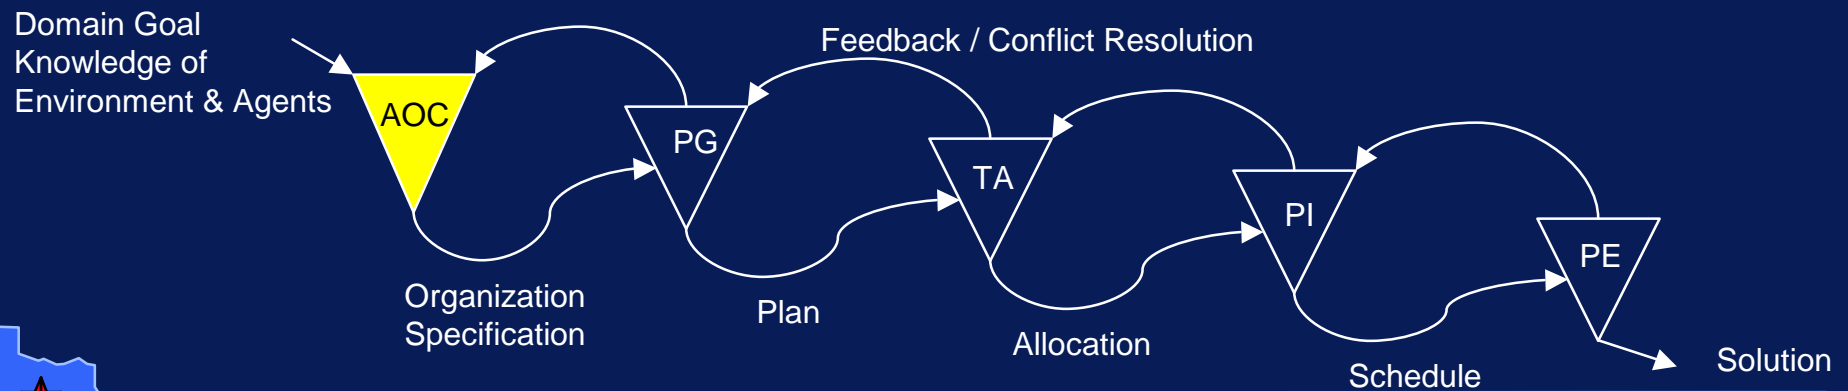 Domain Goal
Knowledge of
Environment & Agents
Feedback / Conflict Resolution
AOC
PG
TA
PI
PE
Organization
Specification
Plan
Allocation
Schedule
Solution